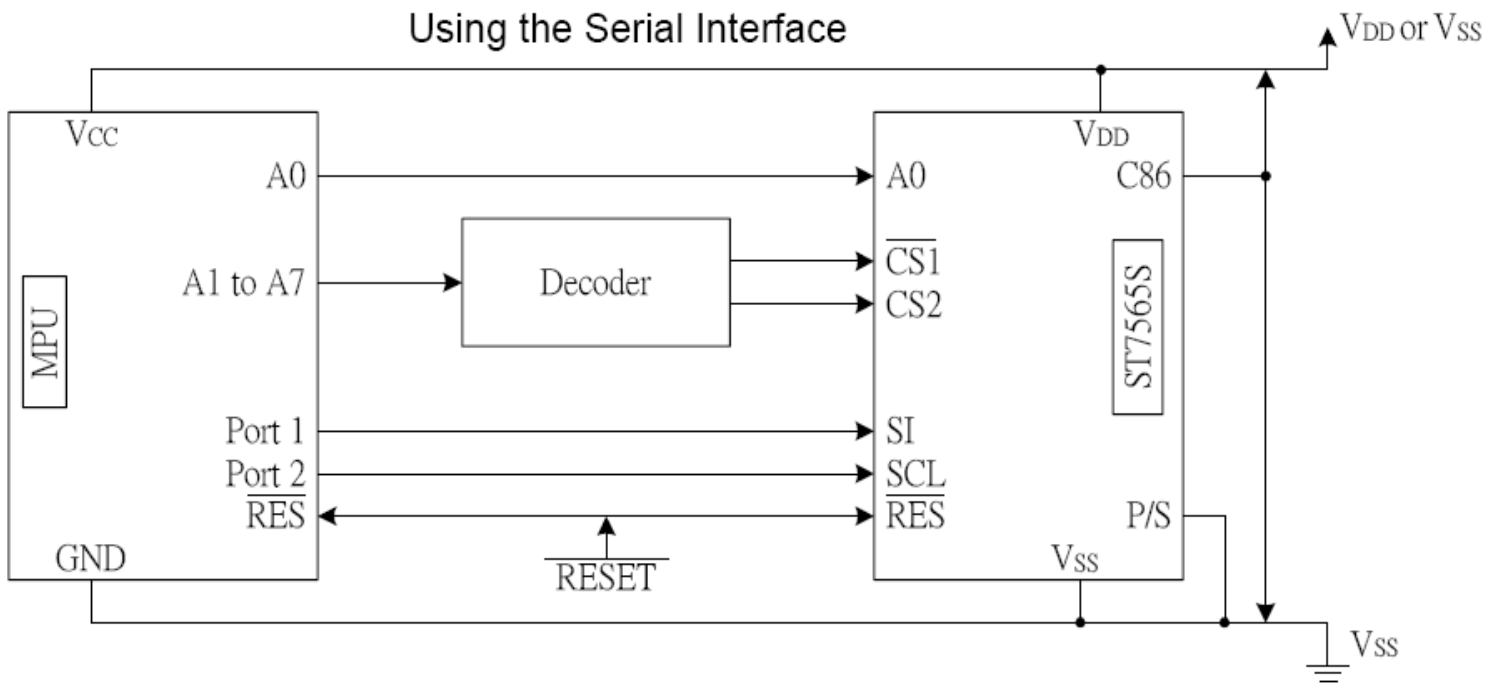 Using the Serial Interface
VDD or VSS
VCC
VDD
A0
A0
C86
CS1
A1 to A7
Decoder
CS2
MPU
ST7565S
Port 1
SI
Port 2
SCL
RES
RES
P/S
GND
RESET
VSS
VSS